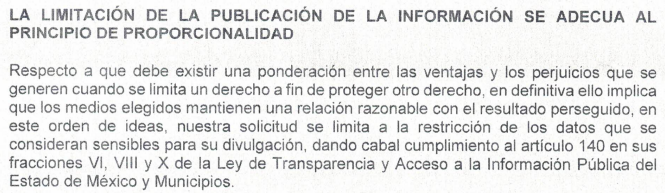 LA LIMITACIÓN DE LA PUBLICACIÓN DE LA INFORMACIÓN SE ADECUA AL
PRINCIPIO DE PROPORCIONALIDAD
Respecto a que debe existir una ponderación entre las ventajas y los perjuicios que se
generen cuando se limita un derecho a fin de proteger otro derecho, en definitiva ello implica
que los medios elegidos mantienen una relación razonable con el resultado perseguido, en
este orden de ideas, nuestra solicitud se limita a la restricción de los datos que se
consideran sensibles para su divulgación, dando cabal cumplimiento al artículo 140 en sus
fracciones VI, VIII y X de la Ley de Transparencia y Acceso a la Información Pública del
Estado de México y Municipios.